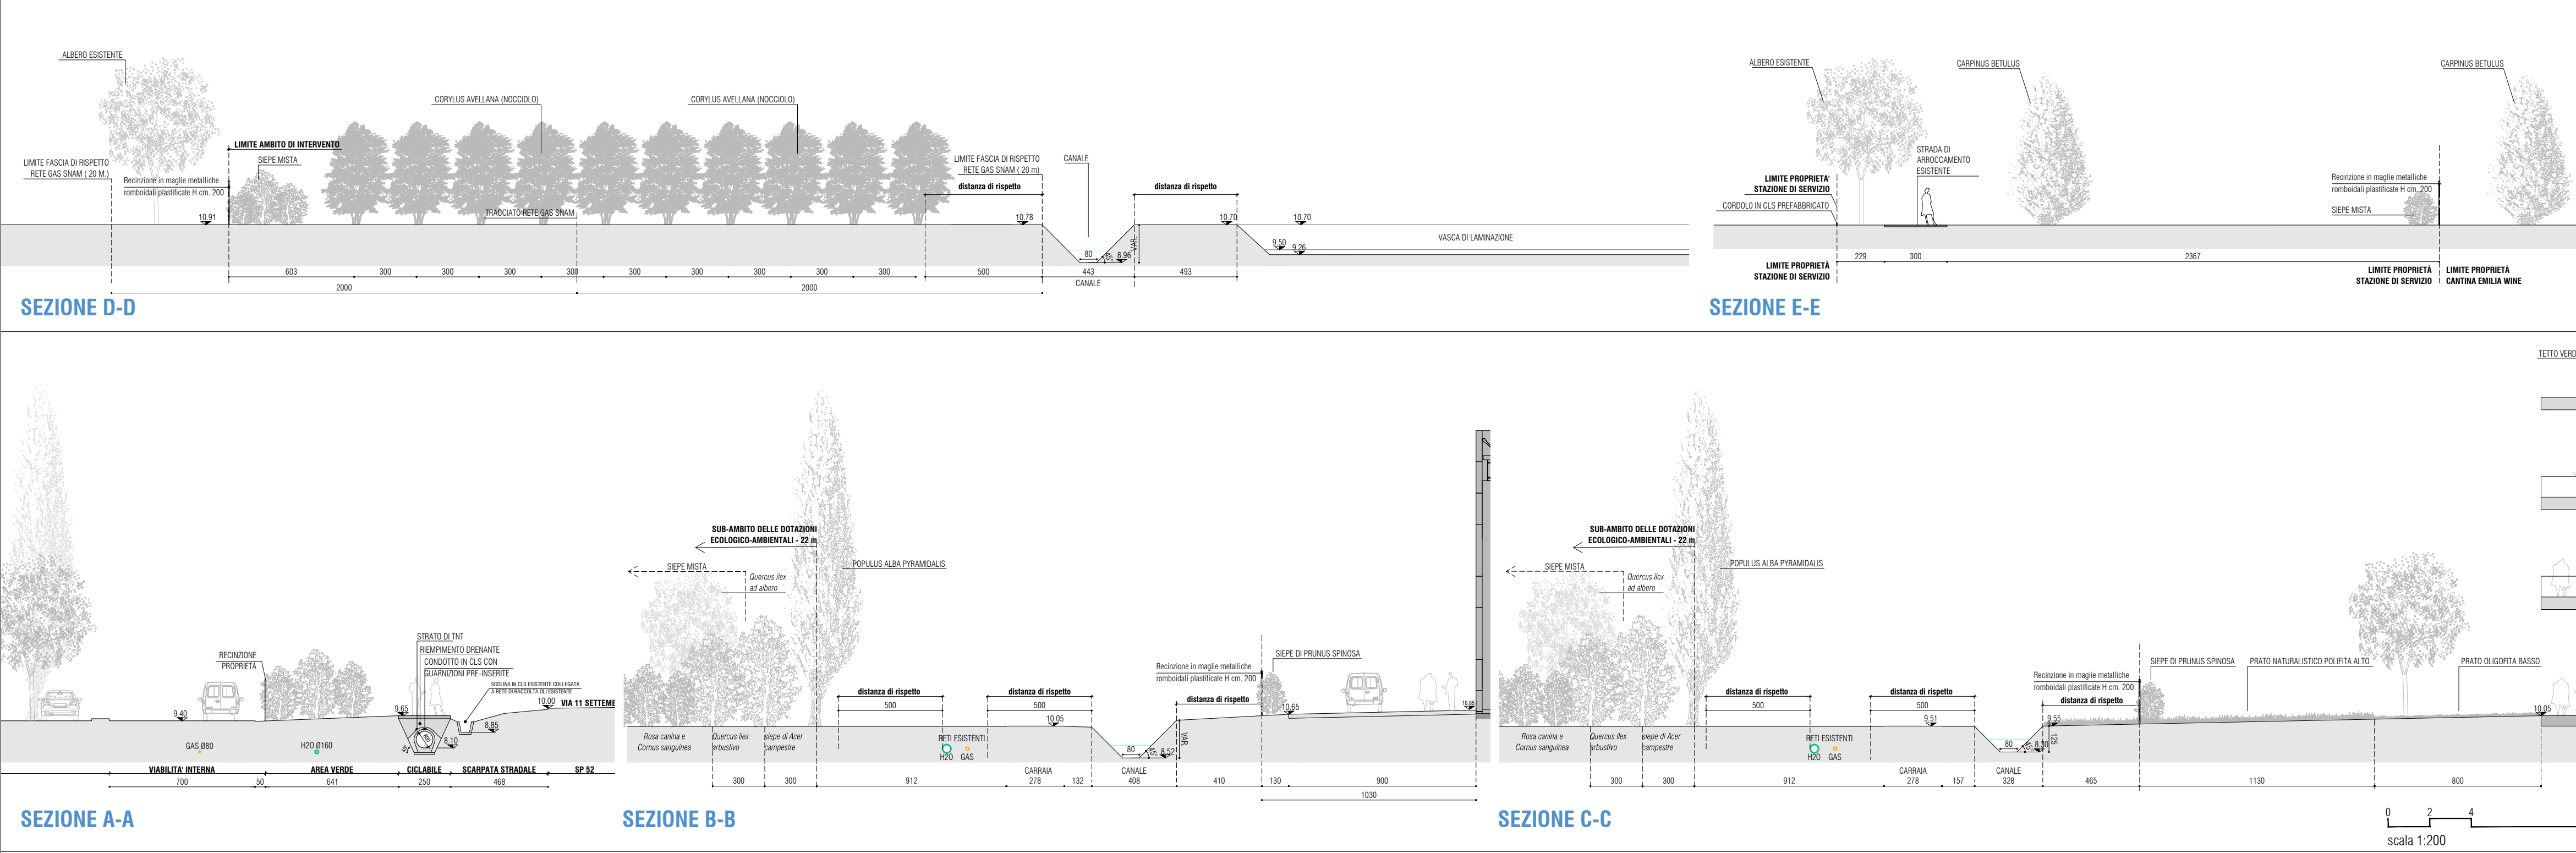 ALBERO ESISTENTE
CORYLUS AVELLANA (NOCCIOLO)
CORYLUS AVELLANA (NOCCIOLO)
LIMITE AMBITO DI INTERVENTO
LIMITE FASCIA DI RISPETTO
RETE GAS SNAM ( 20 M.)
SIEPE MISTA
Recinzione in maglie metalliche
romboidali plastificate H cm. 200
LIMITE FASCIA DI RISPETTO
RETE GAS SNAM ( 20 m)
CANALE
distanza di rispetto
distanza di rispetto
TRACCIATO RETE GAS SNAM
10.91
10.78
10.70
10.70
VAR
VASCA DI LAMINAZIONE
9.50
9.26
80
45°
8.96
603
300
300
300
300
300
300
300
300
300
500
443
493
CANALE
2000
2000
SEZIONE D-D
ALBERO ESISTENTE
CARPINUS BETULUS
CARPINUS BETULUS
STRADA DI
ARROCCAMENTO
ESISTENTE
LIMITE PROPRIETA'
STAZIONE DI SERVIZIO
CORDOLO IN CLS PREFABBRICATO
Recinzione in maglie metalliche
romboidali plastificate H cm. 200
SIEPE MISTA
229
300
2367
LIMITE PROPRIETÀ
STAZIONE DI SERVIZIO
LIMITE PROPRIETÀ
STAZIONE DI SERVIZIO
LIMITE PROPRIETÀ
CANTINA EMILIA WINE
SEZIONE E-E
RECINZIONE
PROPRIETÀ
STRATO DI TNT
RIEMPIMENTO DRENANTE
CONDOTTO IN CLS CON
GUARNIZIONI PRE-INSERITE
SCOLINA IN CLS ESISTENTE COLLEGATA
A RETE DI RACCOLTA OLI ESISTENTE
10.00
VIA 11 SETTEME
9.40
9.65
8.85
8.10
GAS Ø80
H2O Ø160
VIABILITA' INTERNA
AREA VERDE
CICLABILE
SCARPATA STRADALE
SP 52
700
50
641
250
468
SEZIONE A-A
SUB-AMBITO DELLE DOTAZIONI
ECOLOGICO-AMBIENTALI - 22 m
SIEPE MISTA
Quercus ilex
ad albero
POPULUS ALBA PYRAMIDALIS
SIEPE DI PRUNUS SPINOSA
Recinzione in maglie metalliche
romboidali plastificate H cm. 200
distanza di rispetto
distanza di rispetto
distanza di rispetto
500
500
10.05
10.65
10.85
Rosa canina e
Cornus sanguinea
Quercus ilex
arbustivo
siepe di Acer
campestre
RETI ESISTENTI
H2O
GAS
80
45°
8.52
VAR
CARRAIA
CANALE
300
300
912
278
132
408
410
130
900
1030
SEZIONE B-B
SUB-AMBITO DELLE DOTAZIONI
ECOLOGICO-AMBIENTALI - 22 m
SIEPE MISTA
Quercus ilex
ad albero
POPULUS ALBA PYRAMIDALIS
Recinzione in maglie metalliche
romboidali plastificate H cm. 200
SIEPE DI PRUNUS SPINOSA
PRATO NATURALISTICO POLIFITA ALTO
PRATO OLIGOFITA BASSO
TETTO VERD
distanza di rispetto
distanza di rispetto
distanza di rispetto
500
500
9.51
9.55
10.05
Rosa canina e
Cornus sanguinea
Quercus ilex
arbustivo
siepe di Acer
campestre
RETI ESISTENTI
H2O
GAS
80
45°
8.30
125
CARRAIA
CANALE
300
300
912
278
157
328
465
1130
800
SEZIONE C-C
0
2
4
scala 1:200